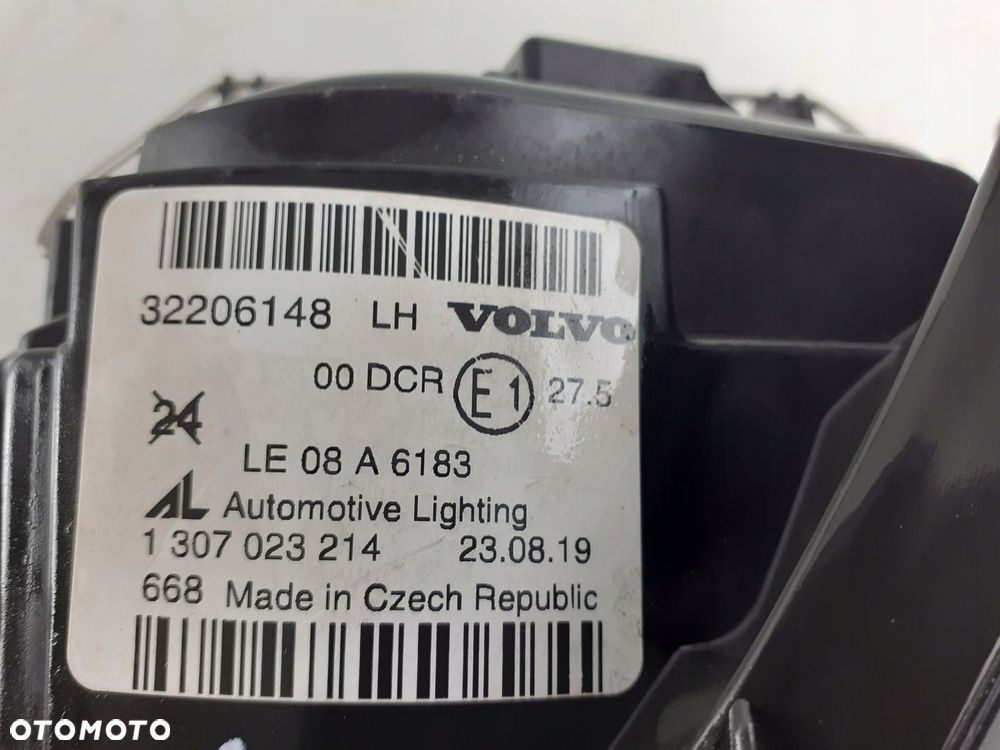 32206148 LH VOLVO
00 DCR E1 27.5
24
LE 08 A 6183
AL Automotive Lighting
1 307 023 214 23.08.19
668 Made in Czech Republic
OTOMOTO